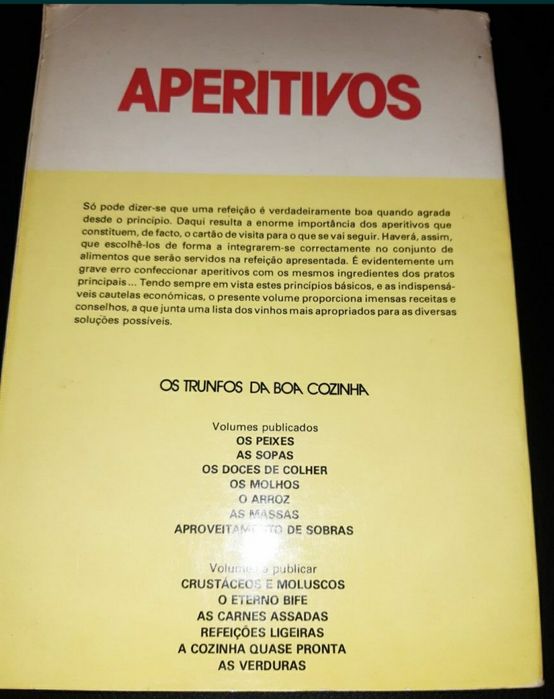 APERITIVOS
Só pode dizer-se que uma refeição é verdadeiramente boa quando agrada
desde o princípio. Daqui resulta a enorme importância dos aperitivos que
constituem, de facto, o cartão de visita para o que se vai seguir. Haverá, assim,
que escolhê-los de forma a integrarem-se correctamente no conjunto de
alimentos que serão servidos na refeição apresentada. É evidentemente um
grave erro confeccionar aperitivos com os mesmos ingredientes dos pratos
principais... Tendo sempre em vista estes princípios básicos, e as indispensá-
veis cautelas económicas, o presente volume proporciona imensas receitas e
conselhos, a que junta uma lista dos vinhos mais apropriados para as diversas
soluções possíveis.
OS TRUNFOS DA BOA COZINHA
Volumes publicados
OS PEIXES
AS SOPAS
OS DOCES DE COLHER
OS MOLHOS
O ARROZ
AS MASSAS
APROVEITAMENTO DE SOBRAS
Volumes a publicar
CRUSTÁCEOS E MOLUSCOS
O ETERNO BIFE
AS CARNES ASSADAS
REFEIÇÕES LIGEIRAS
A COZINHA QUASE PRONTA
AS VERDURAS